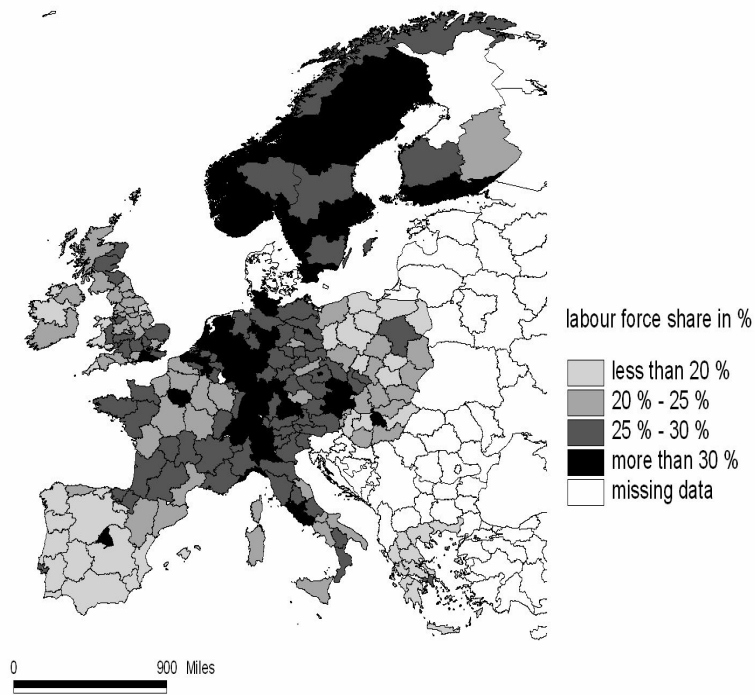 labour force share in %
less than 20 %
20 % - 25 %
25 % - 30 %
more than 30 %
missing data
0 900 Miles